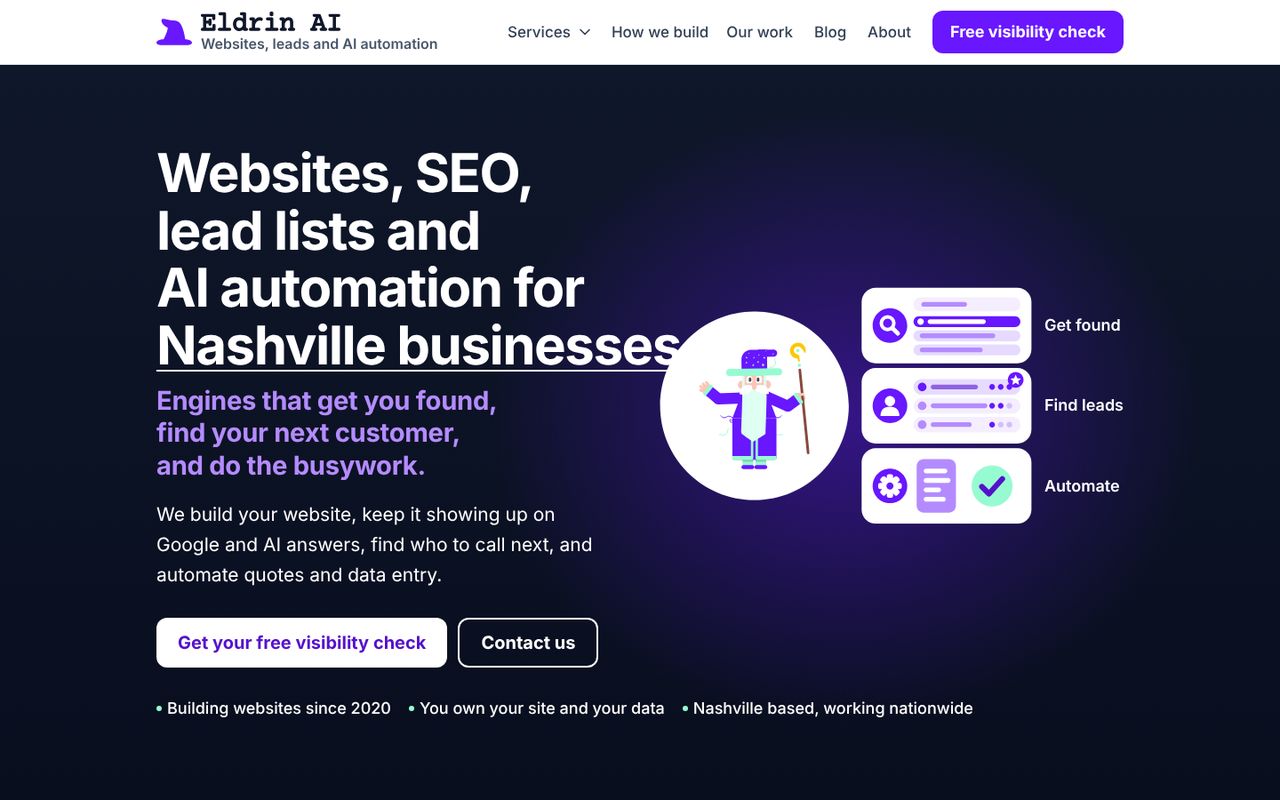 Eldrin AI
Websites, leads and AI automation
Services
How we build
Our work
Blog
About
Free visibility check
Websites, SEO,
lead lists and
AI automation for
Nashville businesses
Engines that get you found,
find your next customer,
and do the busywork.
We build your website, keep it showing up on
Google and AI answers, find who to call next, and
automate quotes and data entry.
Get your free visibility check
Contact us
Get found
Find leads
Automate
Building websites since 2020
You own your site and your data
Nashville based, working nationwide